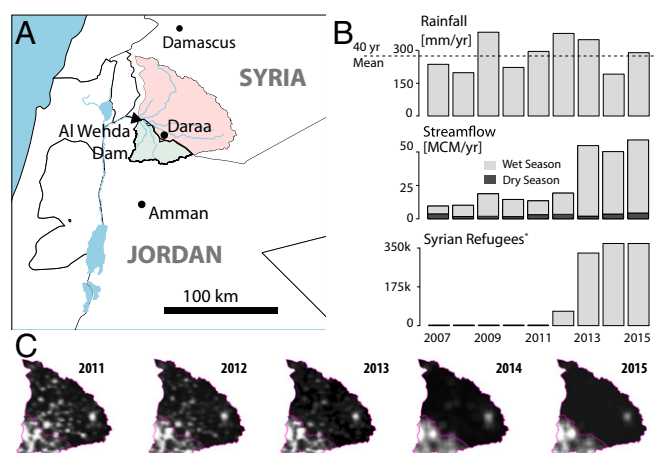 A
Damascus
SYRIA
Al Wehda
Dam
Daraa
Amman
JORDAN
100 km
B
Rainfall
[mm/yr]
40 yr
Mean
300
150
0
Streamflow
[MCM/yr]
50
25
0
Wet Season
Dry Season
Syrian Refugees*
350k
175k
0
2007 2009 2011 2013 2015
C
2011 2012 2013 2014 2015